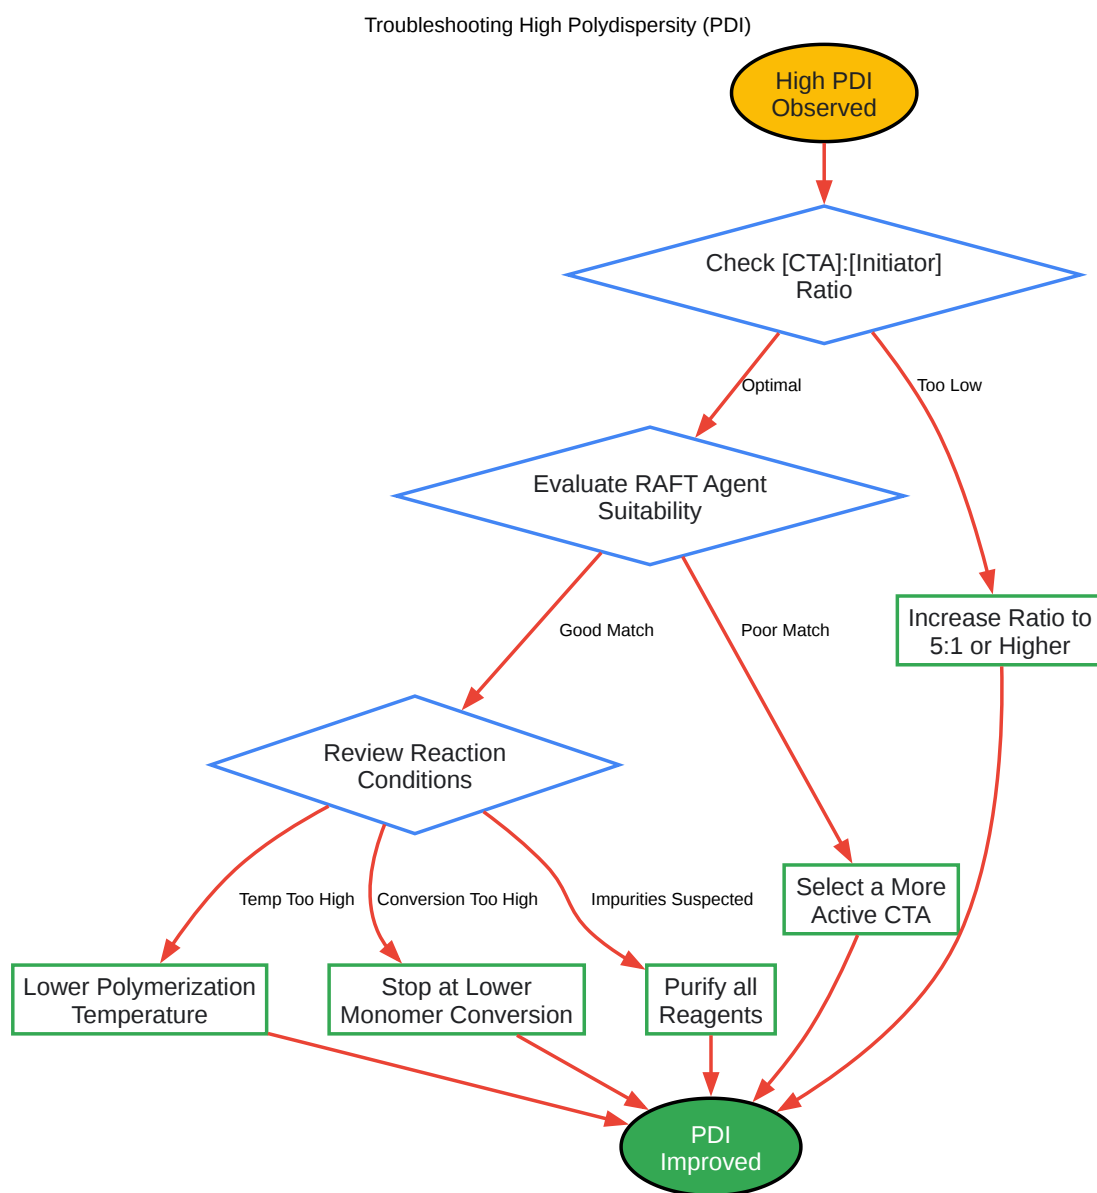 Troubleshooting High Polydispersity (PDI)
High PDI
Observed
Check [CTA]:[Initiator]
Ratio
Optimal
Too Low
Evaluate RAFT Agent
Suitability
Good Match
Poor Match
Increase Ratio to
5:1 or Higher
Review Reaction
Conditions
Temp Too High
Conversion Too High
Impurities Suspected
Select a More
Active CTA
Lower Polymerization
Temperature
Stop at Lower
Monomer Conversion
Purify all
Reagents
PDI
Improved